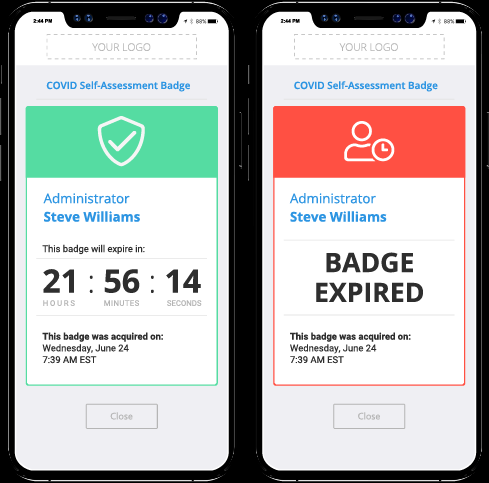 2:44 PM
88%
YOUR LOGO
COVID Self-Assessment Badge
Administrator
Steve Williams
This badge will expire in:
21 : 56 : 14
HOURS MINUTES SECONDS
This badge was acquired on:
Wednesday, June 24
7:39 AM EST
Close
2:44 PM
88%
YOUR LOGO
COVID Self-Assessment Badge
Administrator
Steve Williams
BADGE
EXPIRED
This badge was acquired on:
Wednesday, June 24
7:39 AM EST
Close